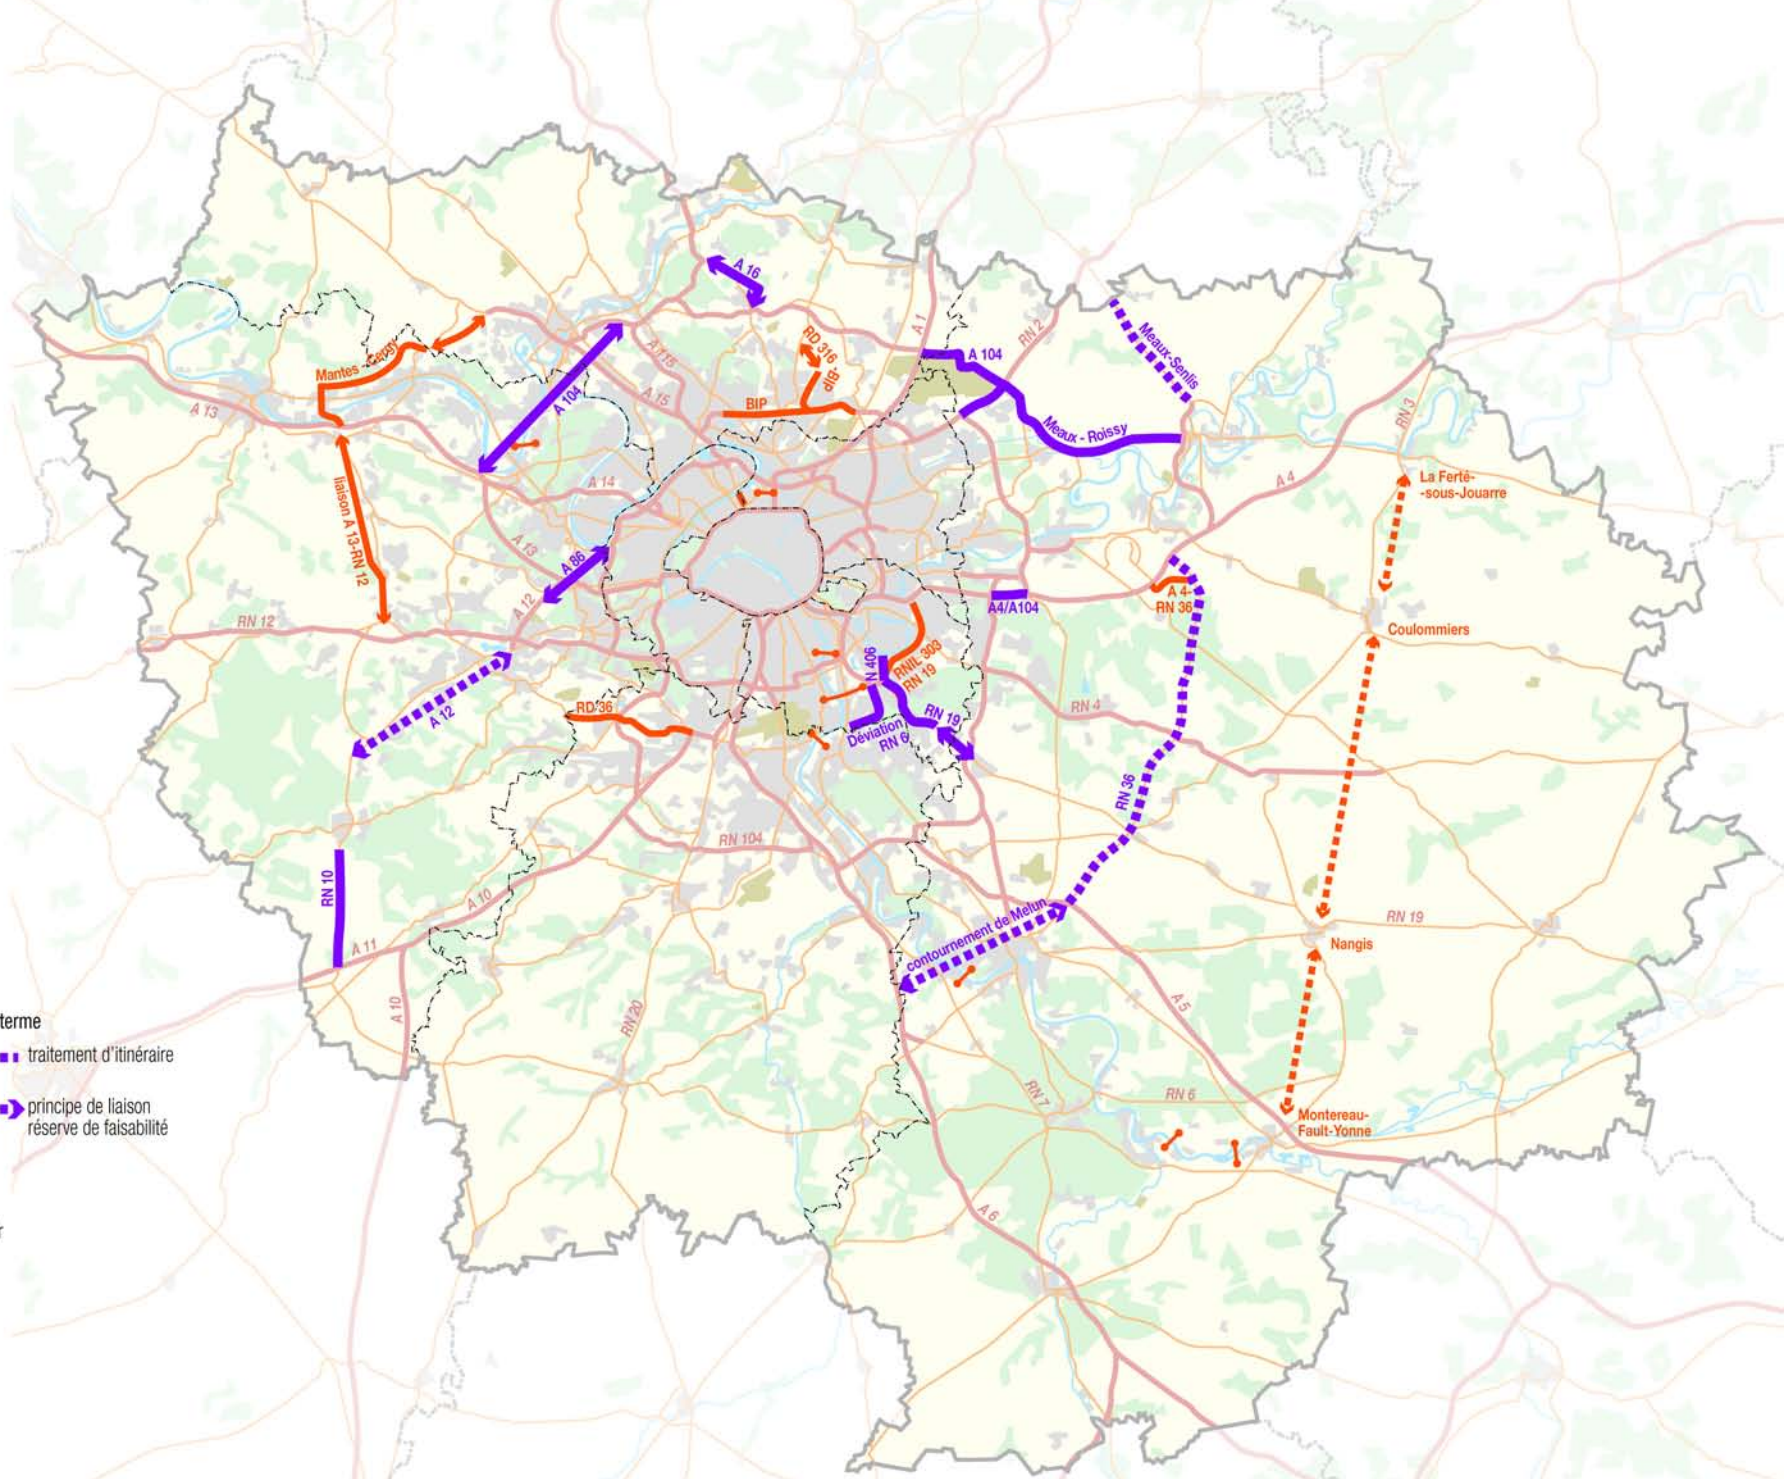 A 16
A 1
RN 2
Meaux-Senlis
RD 316
-BIP
A 104
Mantes - Cergy
A 115
A 15
A 104
A 13
BIP
RN 3
Meaux - Roissy
liaison A 13-RN 12
A 14
A 4
La Ferté-
-sous-Jouarre
A 13
A 86
A 12
A 4-
RN 36
A4/A104
RN 12
Coulommiers
N 406
RNIL 303
RN 19
A 12
RD 36
RN 4
RN 19
Déviation
RN 6
RN 36
RN 104
RN 10
A 10
contournement de Melun
RN 19
A 11
Nangis
A 10
RN 20
A 5
terme
traitement d'itinéraire
RN 7
RN 6
principe de liaison
réserve de faisabilité
Montereau-
Fault-Yonne
A 6
r